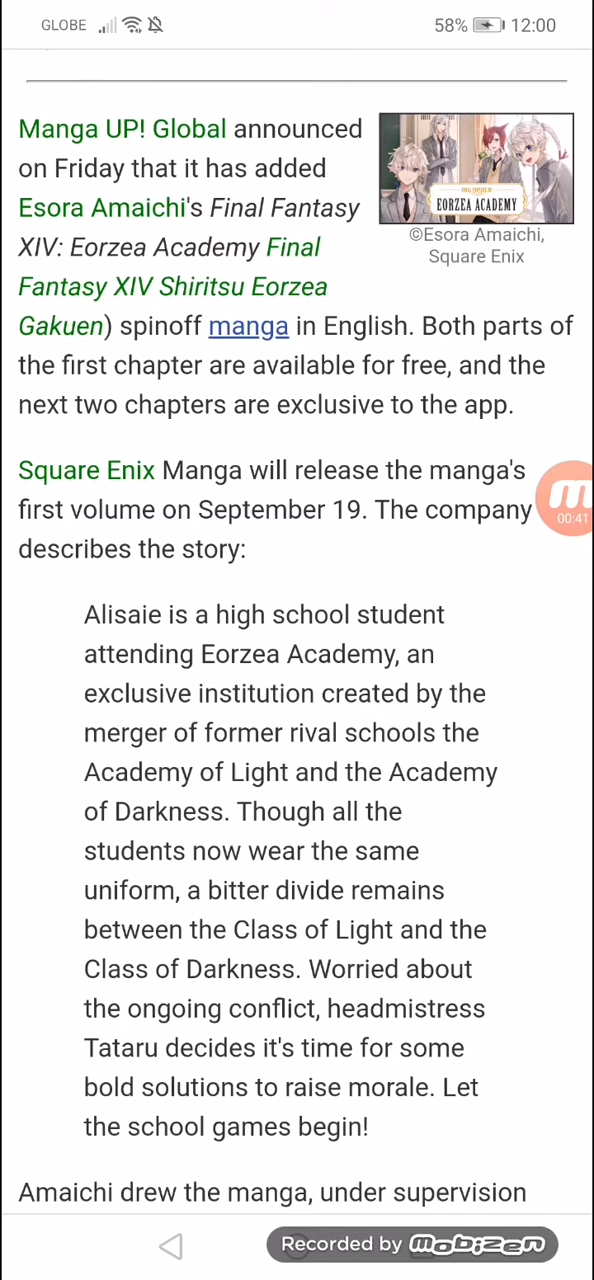 GLOBE 58% 12:00
Manga UP! Global announced
on Friday that it has added
Esora Amaichi's Final Fantasy
XIV: Eorzea Academy Final
Fantasy XIV Shiritsu Eorzea
Gakuen) spinoff manga in English. Both parts of
the first chapter are available for free, and the
next two chapters are exclusive to the app.
EORZEA ACADEMY
©Esora Amaichi,
Square Enix
Square Enix Manga will release the manga's
first volume on September 19. The company
describes the story:
00:41
Alisaie is a high school student
attending Eorzea Academy, an
exclusive institution created by the
merger of former rival schools the
Academy of Light and the Academy
of Darkness. Though all the
students now wear the same
uniform, a bitter divide remains
between the Class of Light and the
Class of Darkness. Worried about
the ongoing conflict, headmistress
Tataru decides it's time for some
bold solutions to raise morale. Let
the school games begin!
Amaichi drew the manga, under supervision
Recorded by mobizen